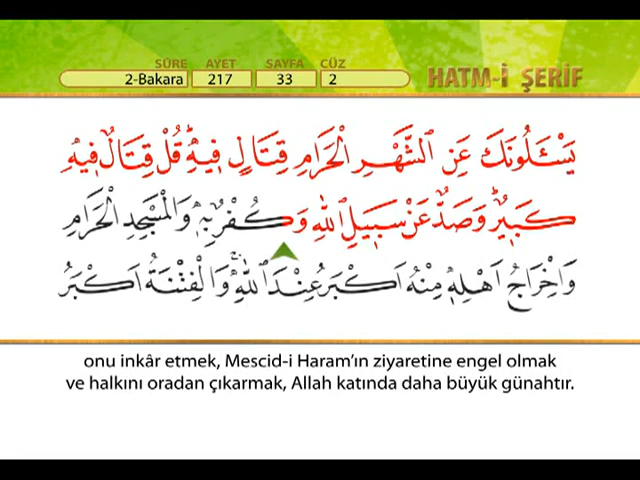 SÛRE AYET SAYFA CÜZ
2-Bakara 217 33 2 HATM-İ ŞERİF
يَسْـَٔلُونَكَ عَنِ الشَّهْرِ الْحَرَامِ قِتَالٍ فِيهِۜ قُلْ قِتَالٌ فِيهِ
كَبِيرٌۜ وَصَدٌّ عَنْ سَبِيلِ اللّٰهِ وَكُفْرٌ بِه۪ وَالْمَسْجِدِ الْحَرَامِ
وَاِخْرَاجُ اَهْلِه۪ مِنْهُ اَكْبَرُ عِنْدَ اللّٰهِۚ وَالْفِتْنَةُ اَكْبَرُ
onu inkâr etmek, Mescid-i Haram’ın ziyaretine engel olmak
ve halkını oradan çıkarmak, Allah katında daha büyük günahtır.